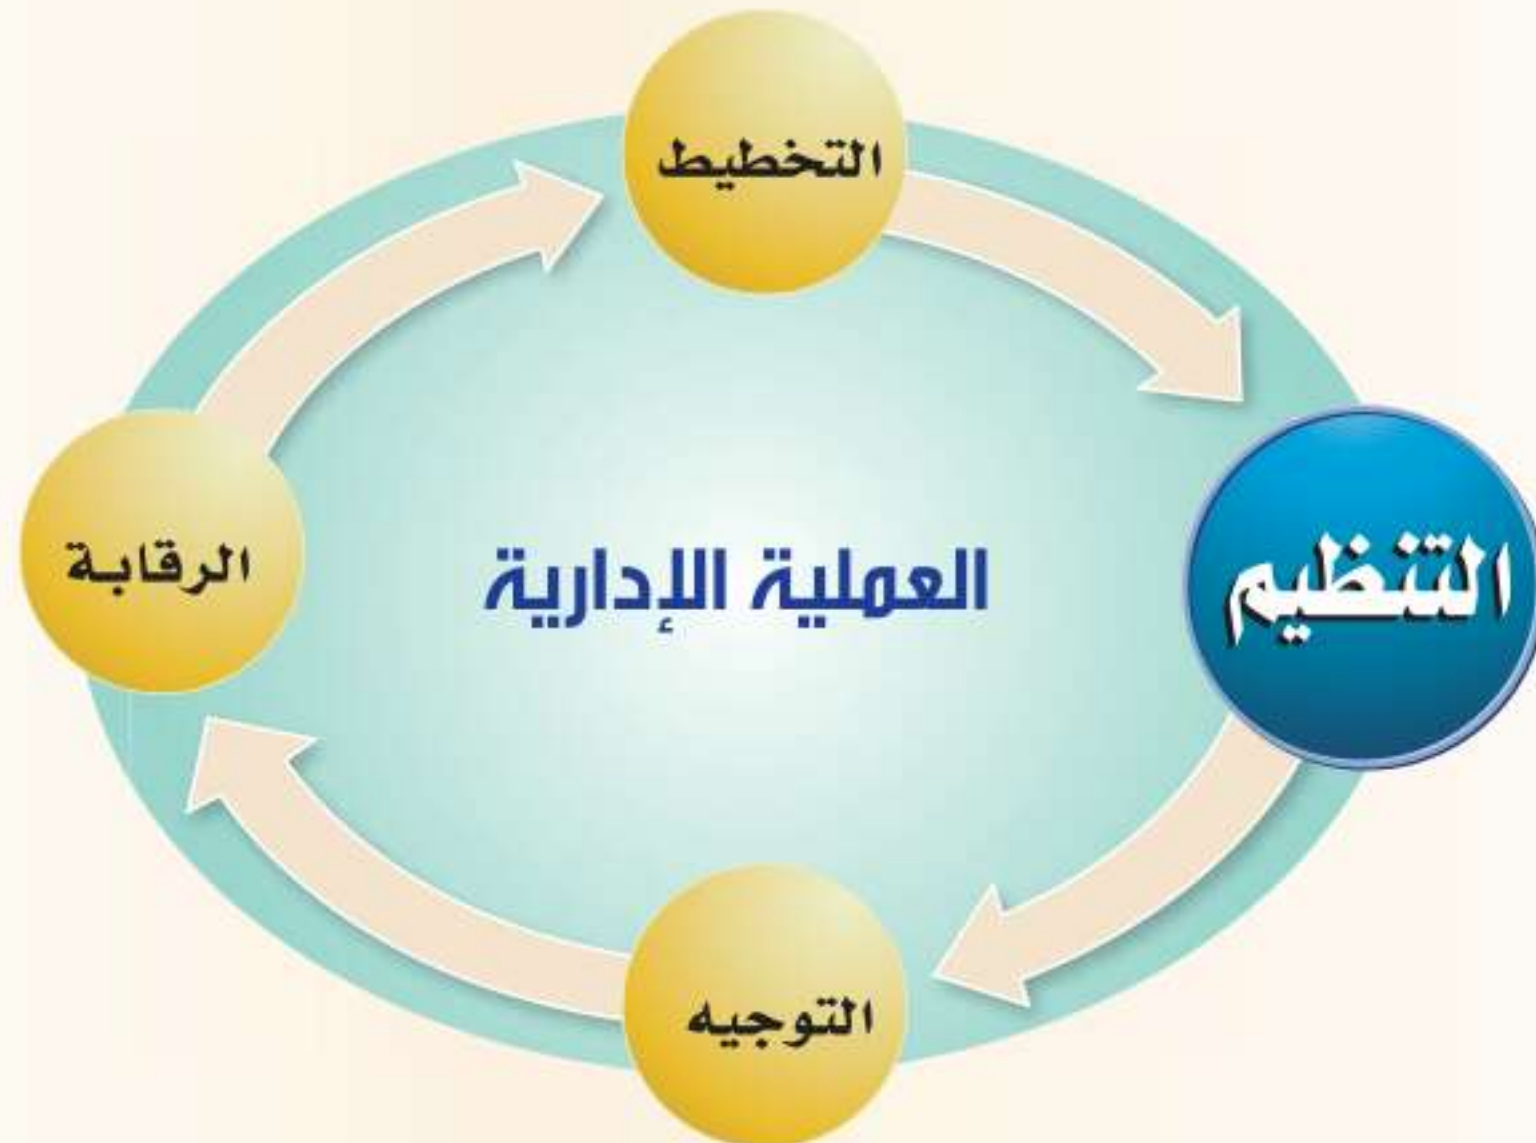 التخطيط
التنظيم
العملية الإدارية
الرقابة
التوجيه